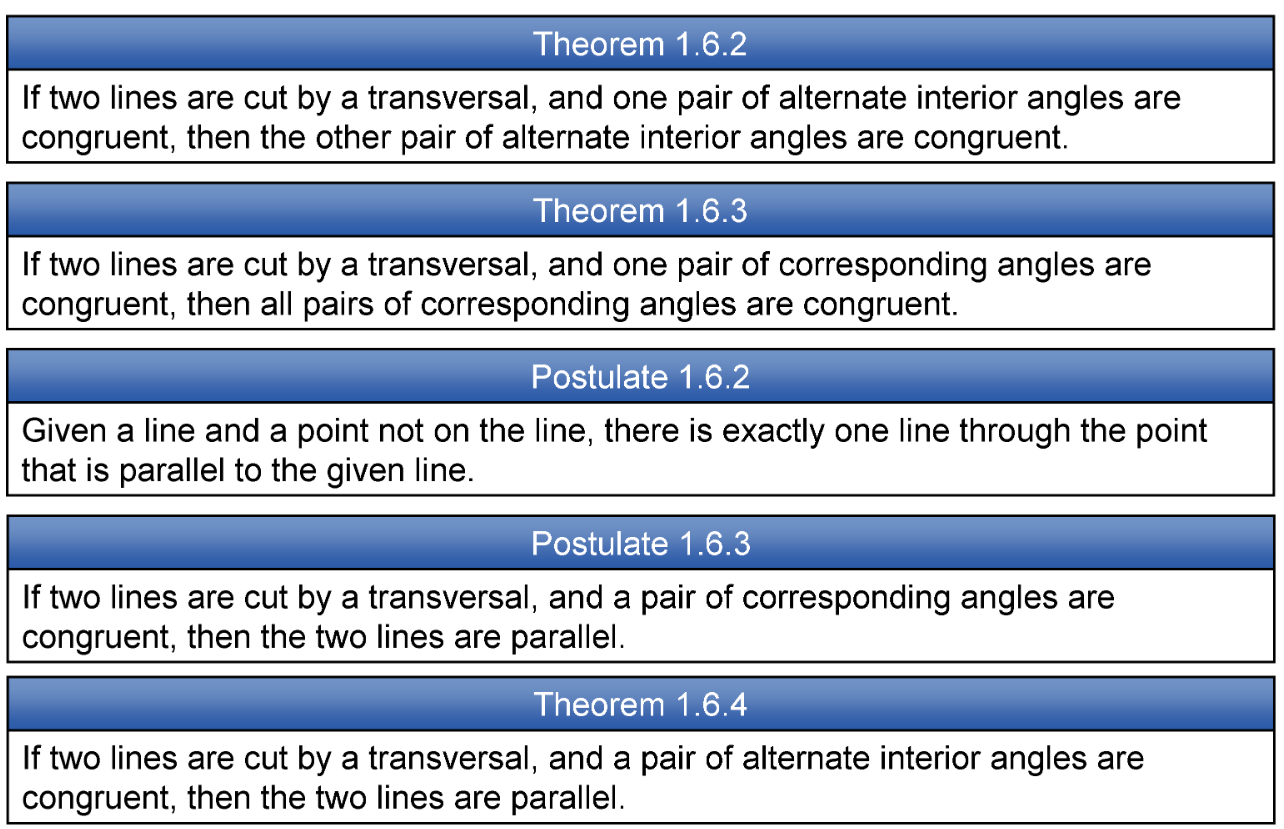 Theorem 1.6.2
If two lines are cut by a transversal, and one pair of alternate interior angles are
congruent, then the other pair of alternate interior angles are congruent.
Theorem 1.6.3
If two lines are cut by a transversal, and one pair of corresponding angles are
congruent, then all pairs of corresponding angles are congruent.
Postulate 1.6.2
Given a line and a point not on the line, there is exactly one line through the point
that is parallel to the given line.
Postulate 1.6.3
If two lines are cut by a transversal, and a pair of corresponding angles are
congruent, then the two lines are parallel.
Theorem 1.6.4
If two lines are cut by a transversal, and a pair of alternate interior angles are
congruent, then the two lines are parallel.